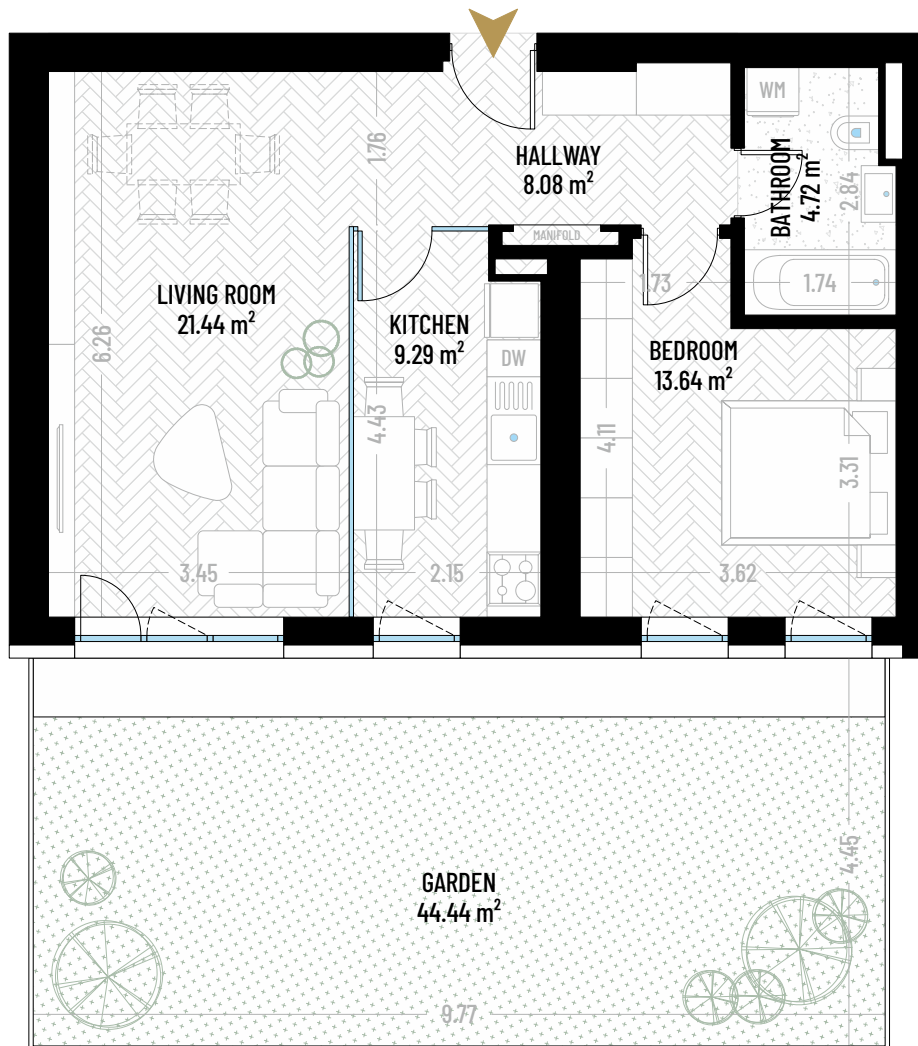 WM
1.76
HALLWAY
8.08 m²
BATHROOM
4.72 m²
2.84
MANIFOLD
1.73
1.74
LIVING ROOM
21.44 m²
6.26
KITCHEN
9.29 m²
DW
BEDROOM
13.64 m²
4.43
4.11
3.31
3.45
2.15
3.62
4.45
GARDEN
44.44 m²
9.77